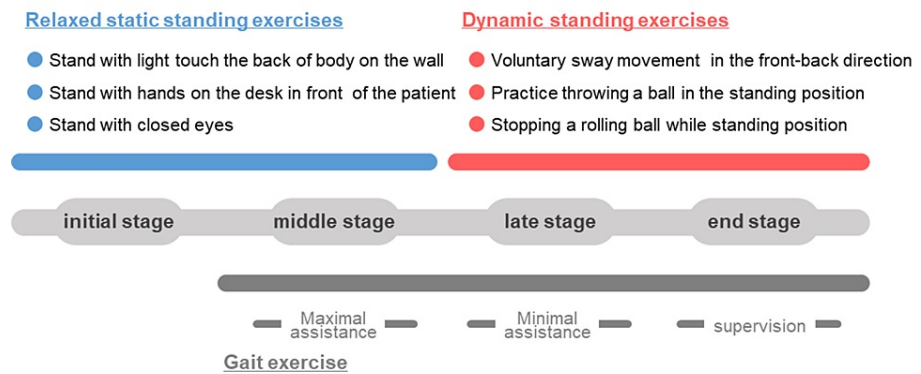 Relaxed static standing exercises
Stand with light touch the back of body on the wall
Stand with hands on the desk in front of the patient
Stand with closed eyes
Dynamic standing exercises
Voluntary sway movement in the front-back direction
Practice throwing a ball in the standing position
Stopping a rolling ball while standing position
initial stage
middle stage
late stage
end stage
Maximal
assistance
Minimal
assistance
supervision
Gait exercise